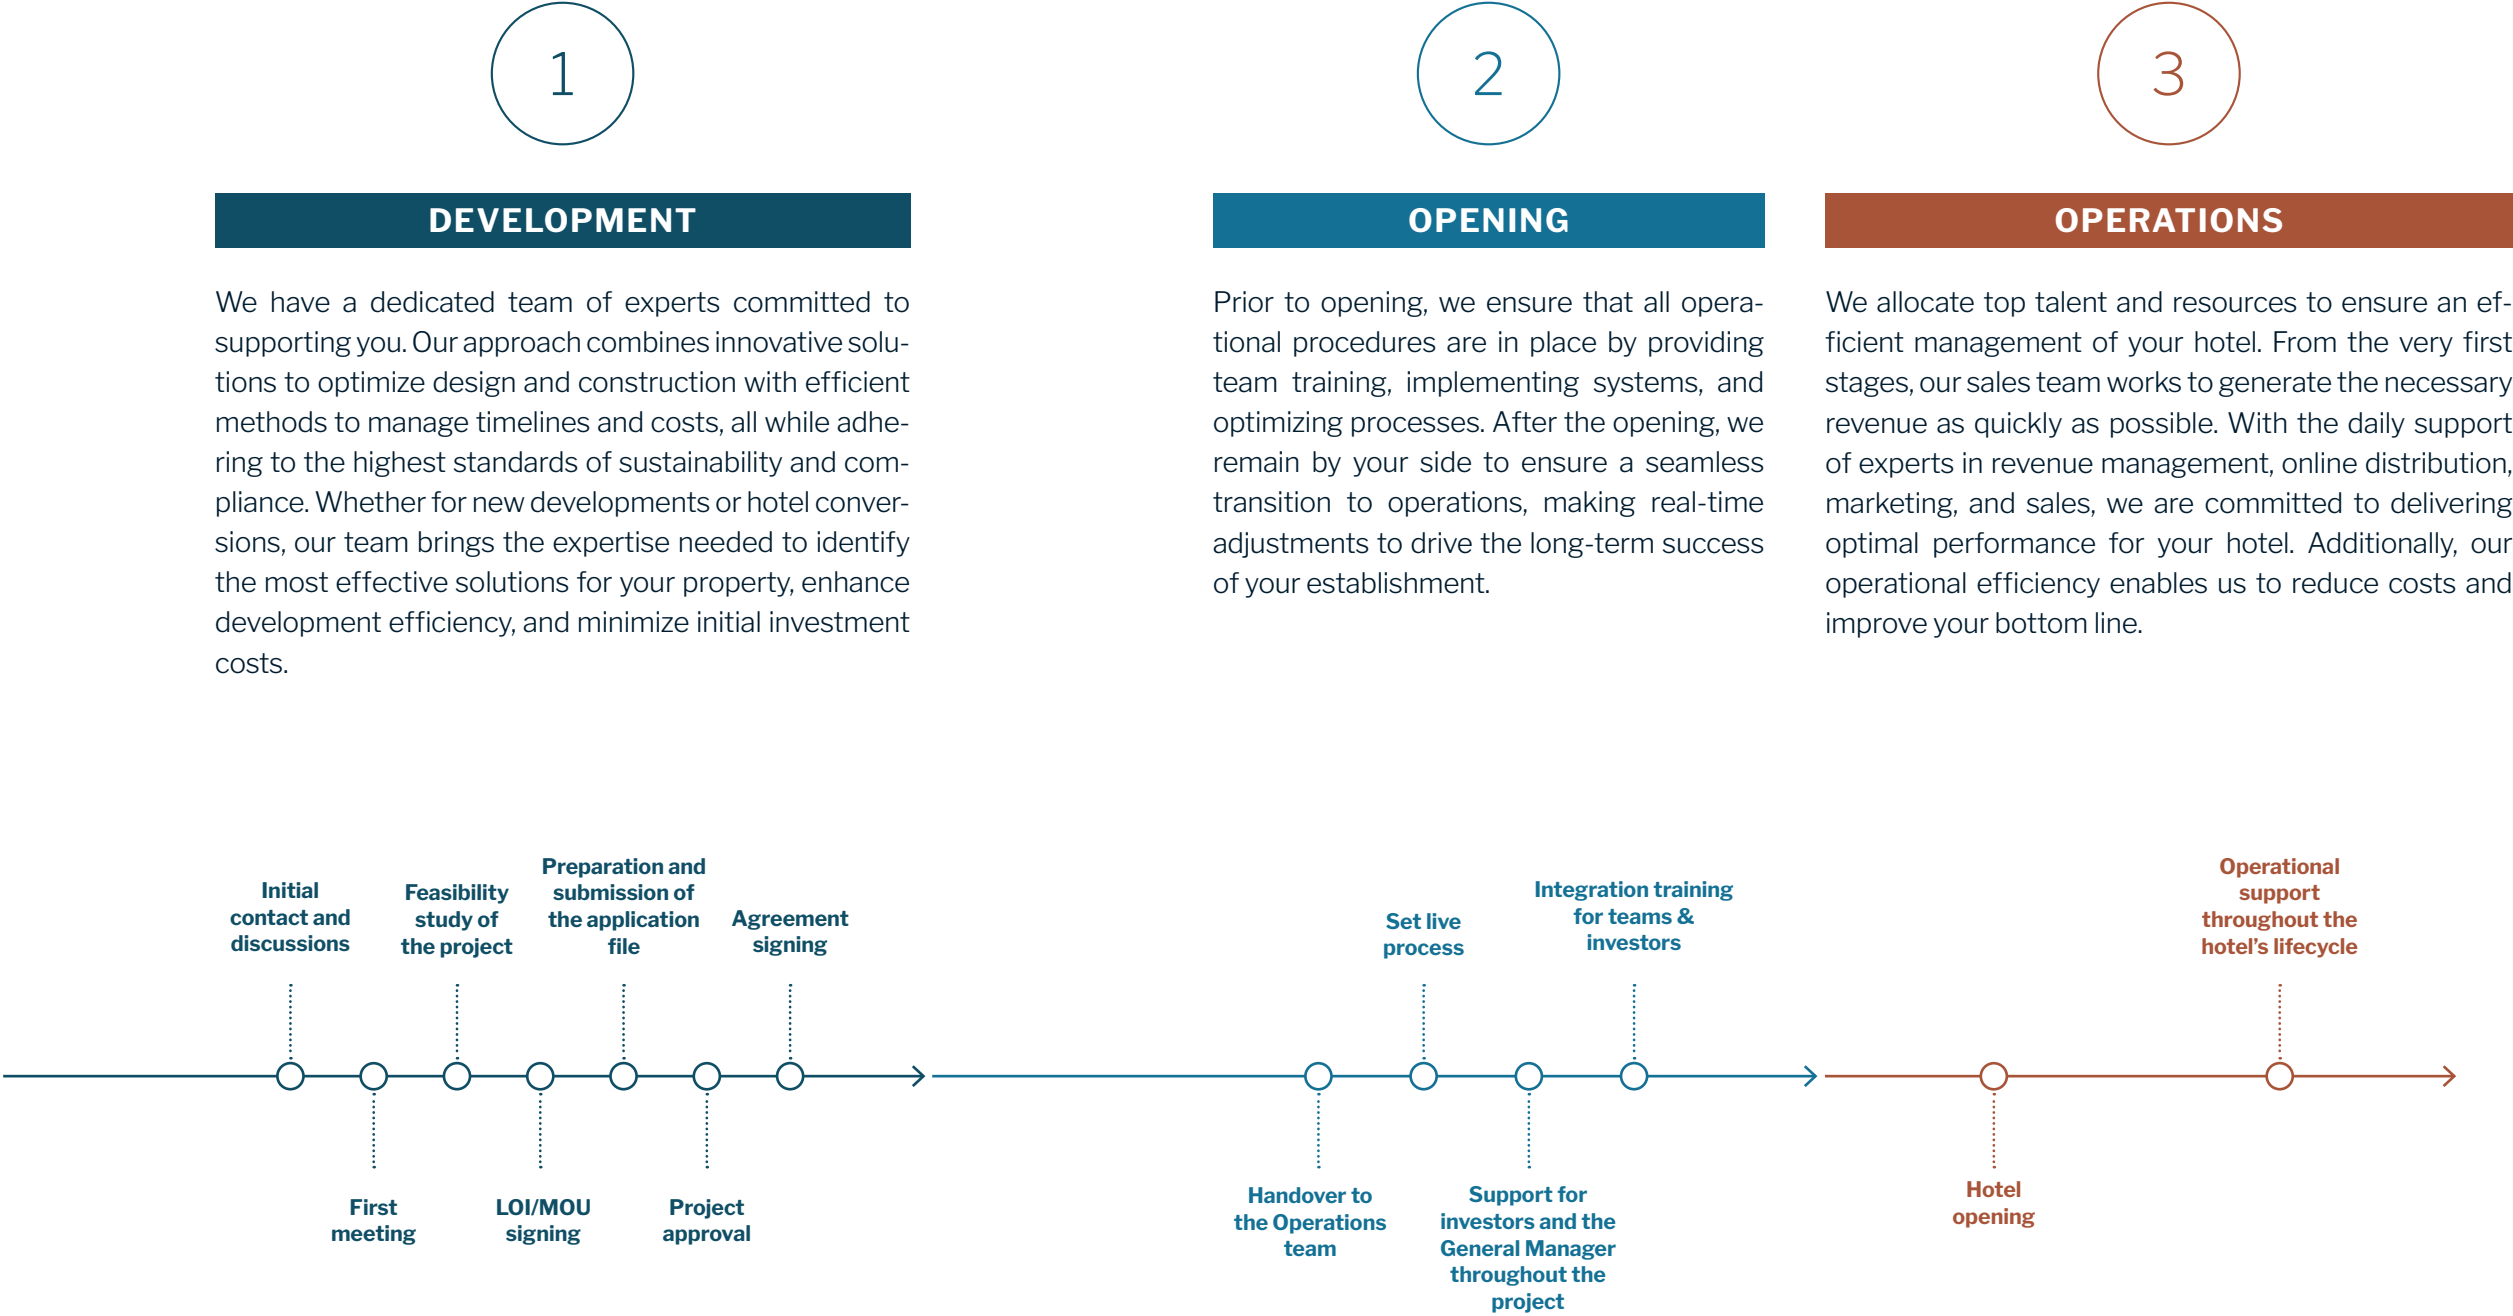 1
DEVELOPMENT
We have a dedicated team of experts committed to
supporting you. Our approach combines innovative solu-
tions to optimize design and construction with efficient
methods to manage timelines and costs, all while adhe-
ring to the highest standards of sustainability and com-
pliance. Whether for new developments or hotel conver-
sions, our team brings the expertise needed to identify
the most effective solutions for your property, enhance
development efficiency, and minimize initial investment
costs.
2
OPENING
Prior to opening, we ensure that all opera-
tional procedures are in place by providing
team training, implementing systems, and
optimizing processes. After the opening, we
remain by your side to ensure a seamless
transition to operations, making real-time
adjustments to drive the long-term success
of your establishment.
3
OPERATIONS
We allocate top talent and resources to ensure an ef-
ficient management of your hotel. From the very first
stages, our sales team works to generate the necessary
revenue as quickly as possible. With the daily support
of experts in revenue management, online distribution,
marketing, and sales, we are committed to delivering
optimal performance for your hotel. Additionally, our
operational efficiency enables us to reduce costs and
improve your bottom line.
Initial
contact and
discussions
First
meeting
Feasibility
study of
the project
LOI/MOU
signing
Preparation and
submission of
the application
file
Project
approval
Agreement
signing
Handover to
the Operations
team
Set live
process
Support for
investors and the
General Manager
throughout the
project
Integration training
for teams &
investors
Hotel
opening
Operational
support
throughout the
hotel's lifecycle